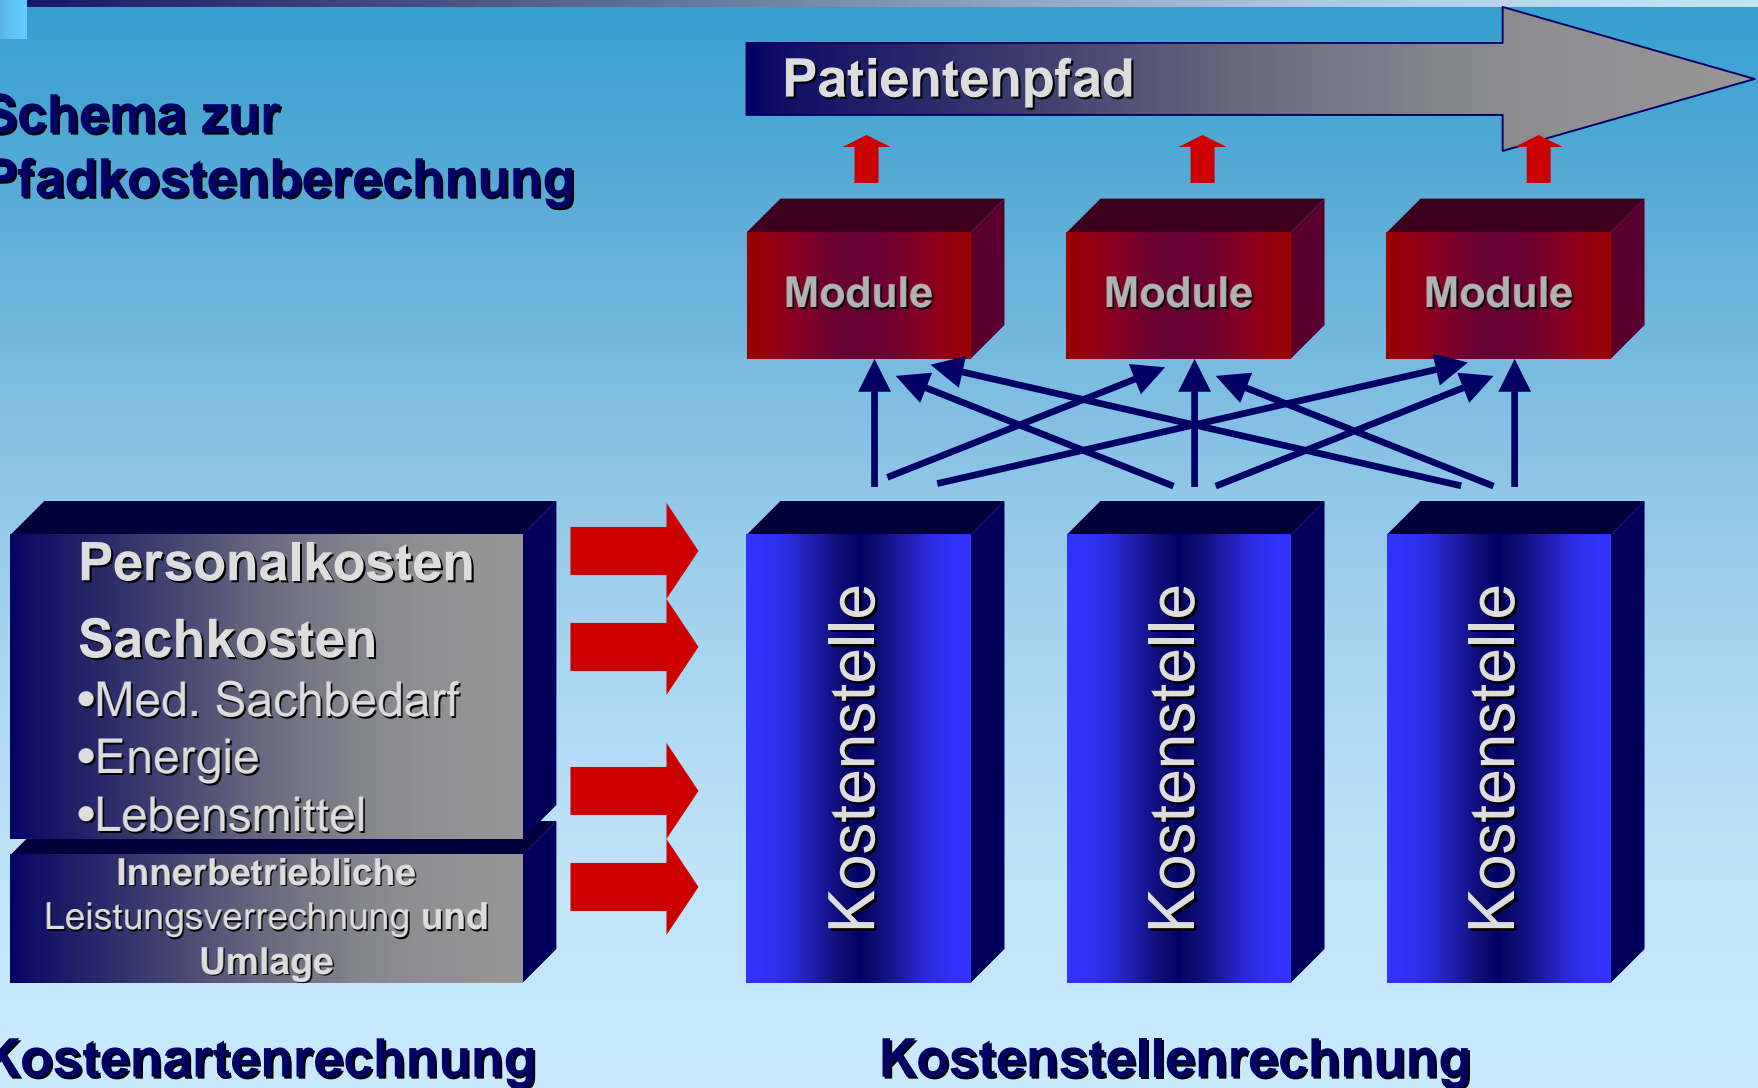 Schema zur
Pfadkostenberechnung
Patientenpfad
Module
Module
Module
Personalkosten
Sachkosten
•Med. Sachbedarf
•Energie
•Lebensmittel
Innerbetriebliche
Leistungsverrechnung und
Umlage
Kostenstelle
Kostenstelle
Kostenstelle
Kostenartenrechnung
Kostenstellenrechnung